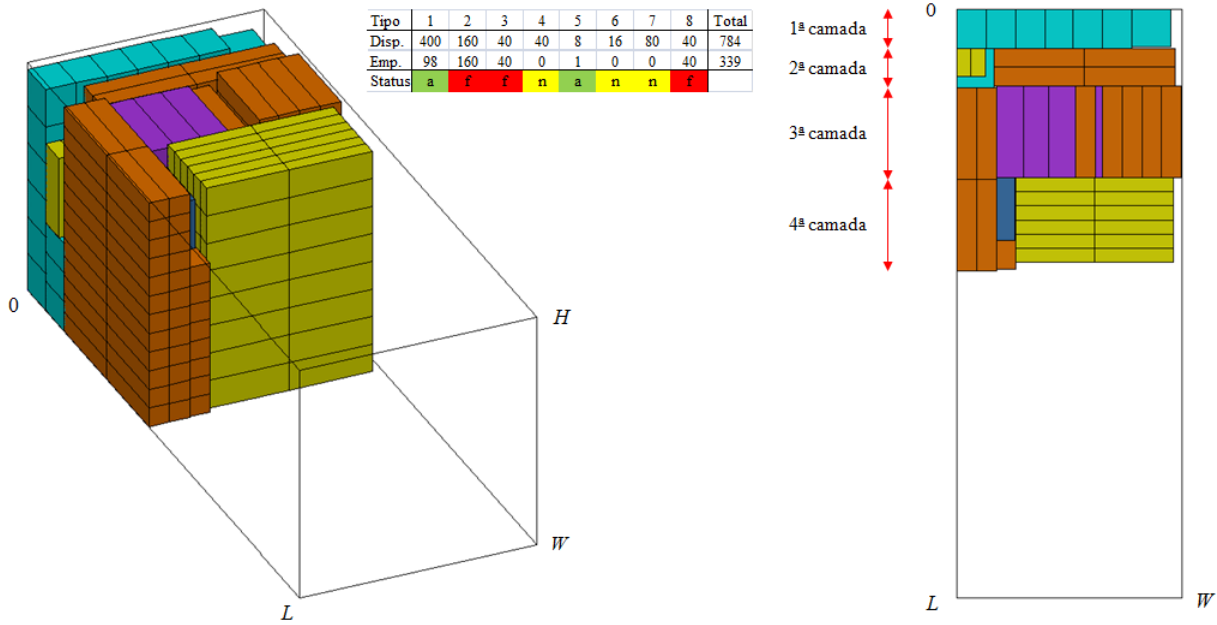 Tipo 1 2 3 4 5 6 7 8 Total
Disp. 400 160 40 40 8 16 80 40 784
Emp. 98 160 40 0 1 0 0 40 339
Status a f f n a n n f
0
H
W
L
1ª camada
2ª camada
3ª camada
4ª camada
0
L
W